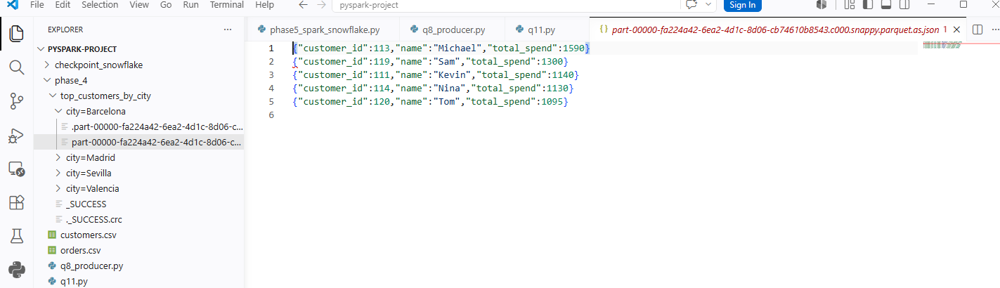 File Edit Selection View Go Run Terminal Help pyspark-project Sign In
EXPLORER
PYSPARK-PROJECT
checkpoint_snowflake
phase_4
top_customers_by_city
city=Barcelona
.part-00000-fa224a42-6ea2-4d1c-8d06-c...
part-00000-fa224a42-6ea2-4d1c-8d06-c...
city=Madrid
city=Sevilla
city=Valencia
_SUCCESS
._SUCCESS.crc
customers.csv
orders.csv
q8_producer.py
q11.py
phase5_spark_snowflake.py q8_producer.py q11.py {} part-00000-fa224a42-6ea2-4d1c-8d06-cb74610b8543.c000.snappy.parquet.as.json 1
1 {"customer_id":113,"name":"Michael","total_spend":1590}
2 {"customer_id":119,"name":"Sam","total_spend":1300}
3 {"customer_id":111,"name":"Kevin","total_spend":1140}
4 {"customer_id":114,"name":"Nina","total_spend":1130}
5 {"customer_id":120,"name":"Tom","total_spend":1095}
6